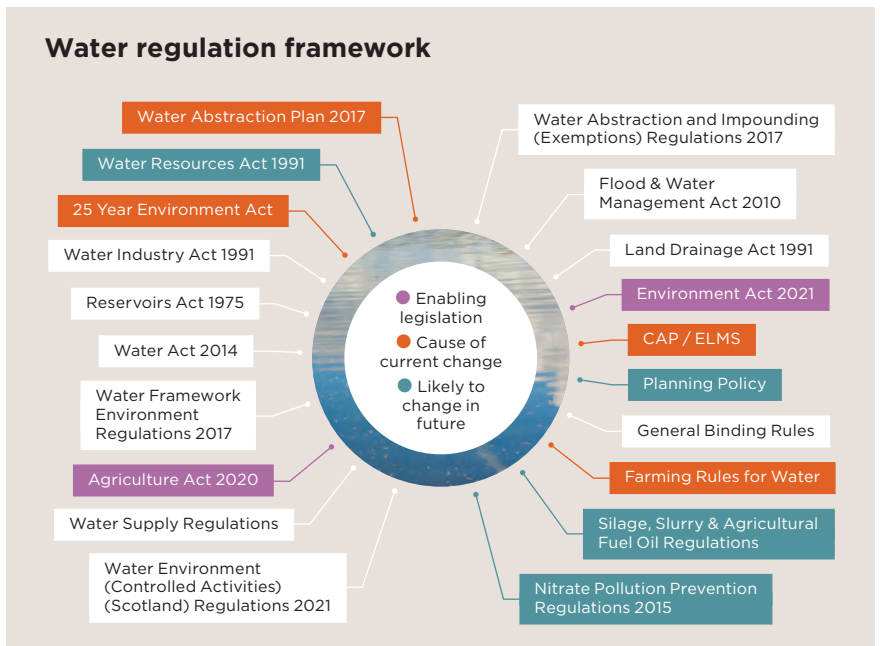 Water regulation framework
Water Abstraction Plan 2017
Water Resources Act 1991
25 Year Environment Act
Water Industry Act 1991
Reservoirs Act 1975
Water Act 2014
Water Framework
Environment
Regulations 2017
Agriculture Act 2020
Water Supply Regulations
Water Environment
(Controlled Activities)
(Scotland) Regulations 2021
Enabling
legislation
Cause of
current change
Likely to
change in
future
Water Abstraction and Impounding
(Exemptions) Regulations 2017
Flood & Water
Management Act 2010
Land Drainage Act 1991
Environment Act 2021
CAP / ELMS
Planning Policy
General Binding Rules
Farming Rules for Water
Silage, Slurry & Agricultural
Fuel Oil Regulations
Nitrate Pollution Prevention
Regulations 2015